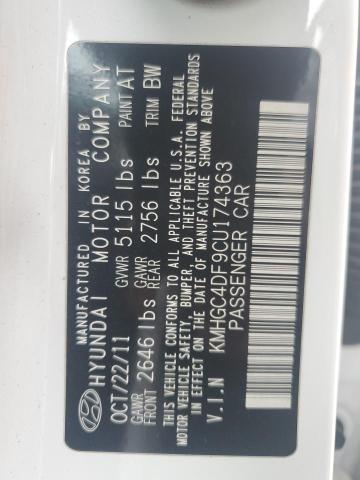 MANUFACTURED IN KOREA BY
HYUNDAI MOTOR COMPANY
OCT/22/11 GVWR 5115 lbs PAINT AT
GAWR FRONT 2646 lbs GAWR REAR 2756 lbs TRIM BW
THIS VEHICLE CONFORMS TO ALL APPLICABLE U.S.A. FEDERAL
MOTOR VEHICLE SAFETY, BUMPER, AND THEFT PREVENTION STANDARDS
IN EFFECT ON THE DATE OF MANUFACTURE SHOWN ABOVE
V.I.N KMHGC4DF9CU174363
PASSENGER CAR